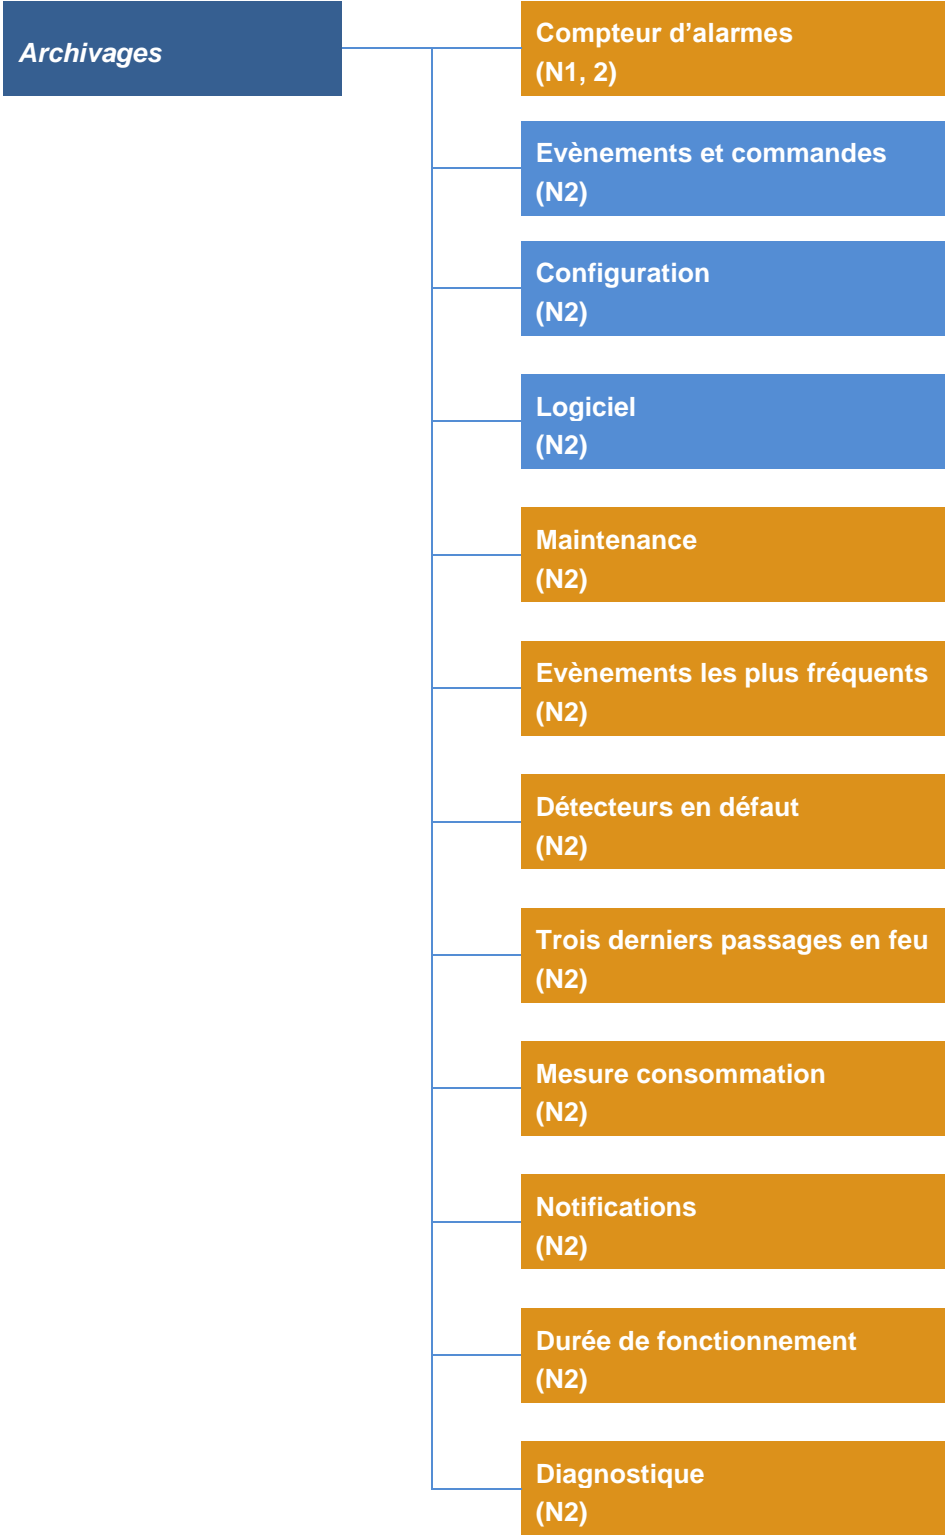 Archivages
Compteur d’alarmes
(N1, 2)
Evènements et commandes
(N2)
Configuration
(N2)
Logiciel
(N2)
Maintenance
(N2)
Evènements les plus fréquents
(N2)
Détecteurs en défaut
(N2)
Trois derniers passages en feu
(N2)
Mesure consommation
(N2)
Notifications
(N2)
Durée de fonctionnement
(N2)
Diagnostique
(N2)